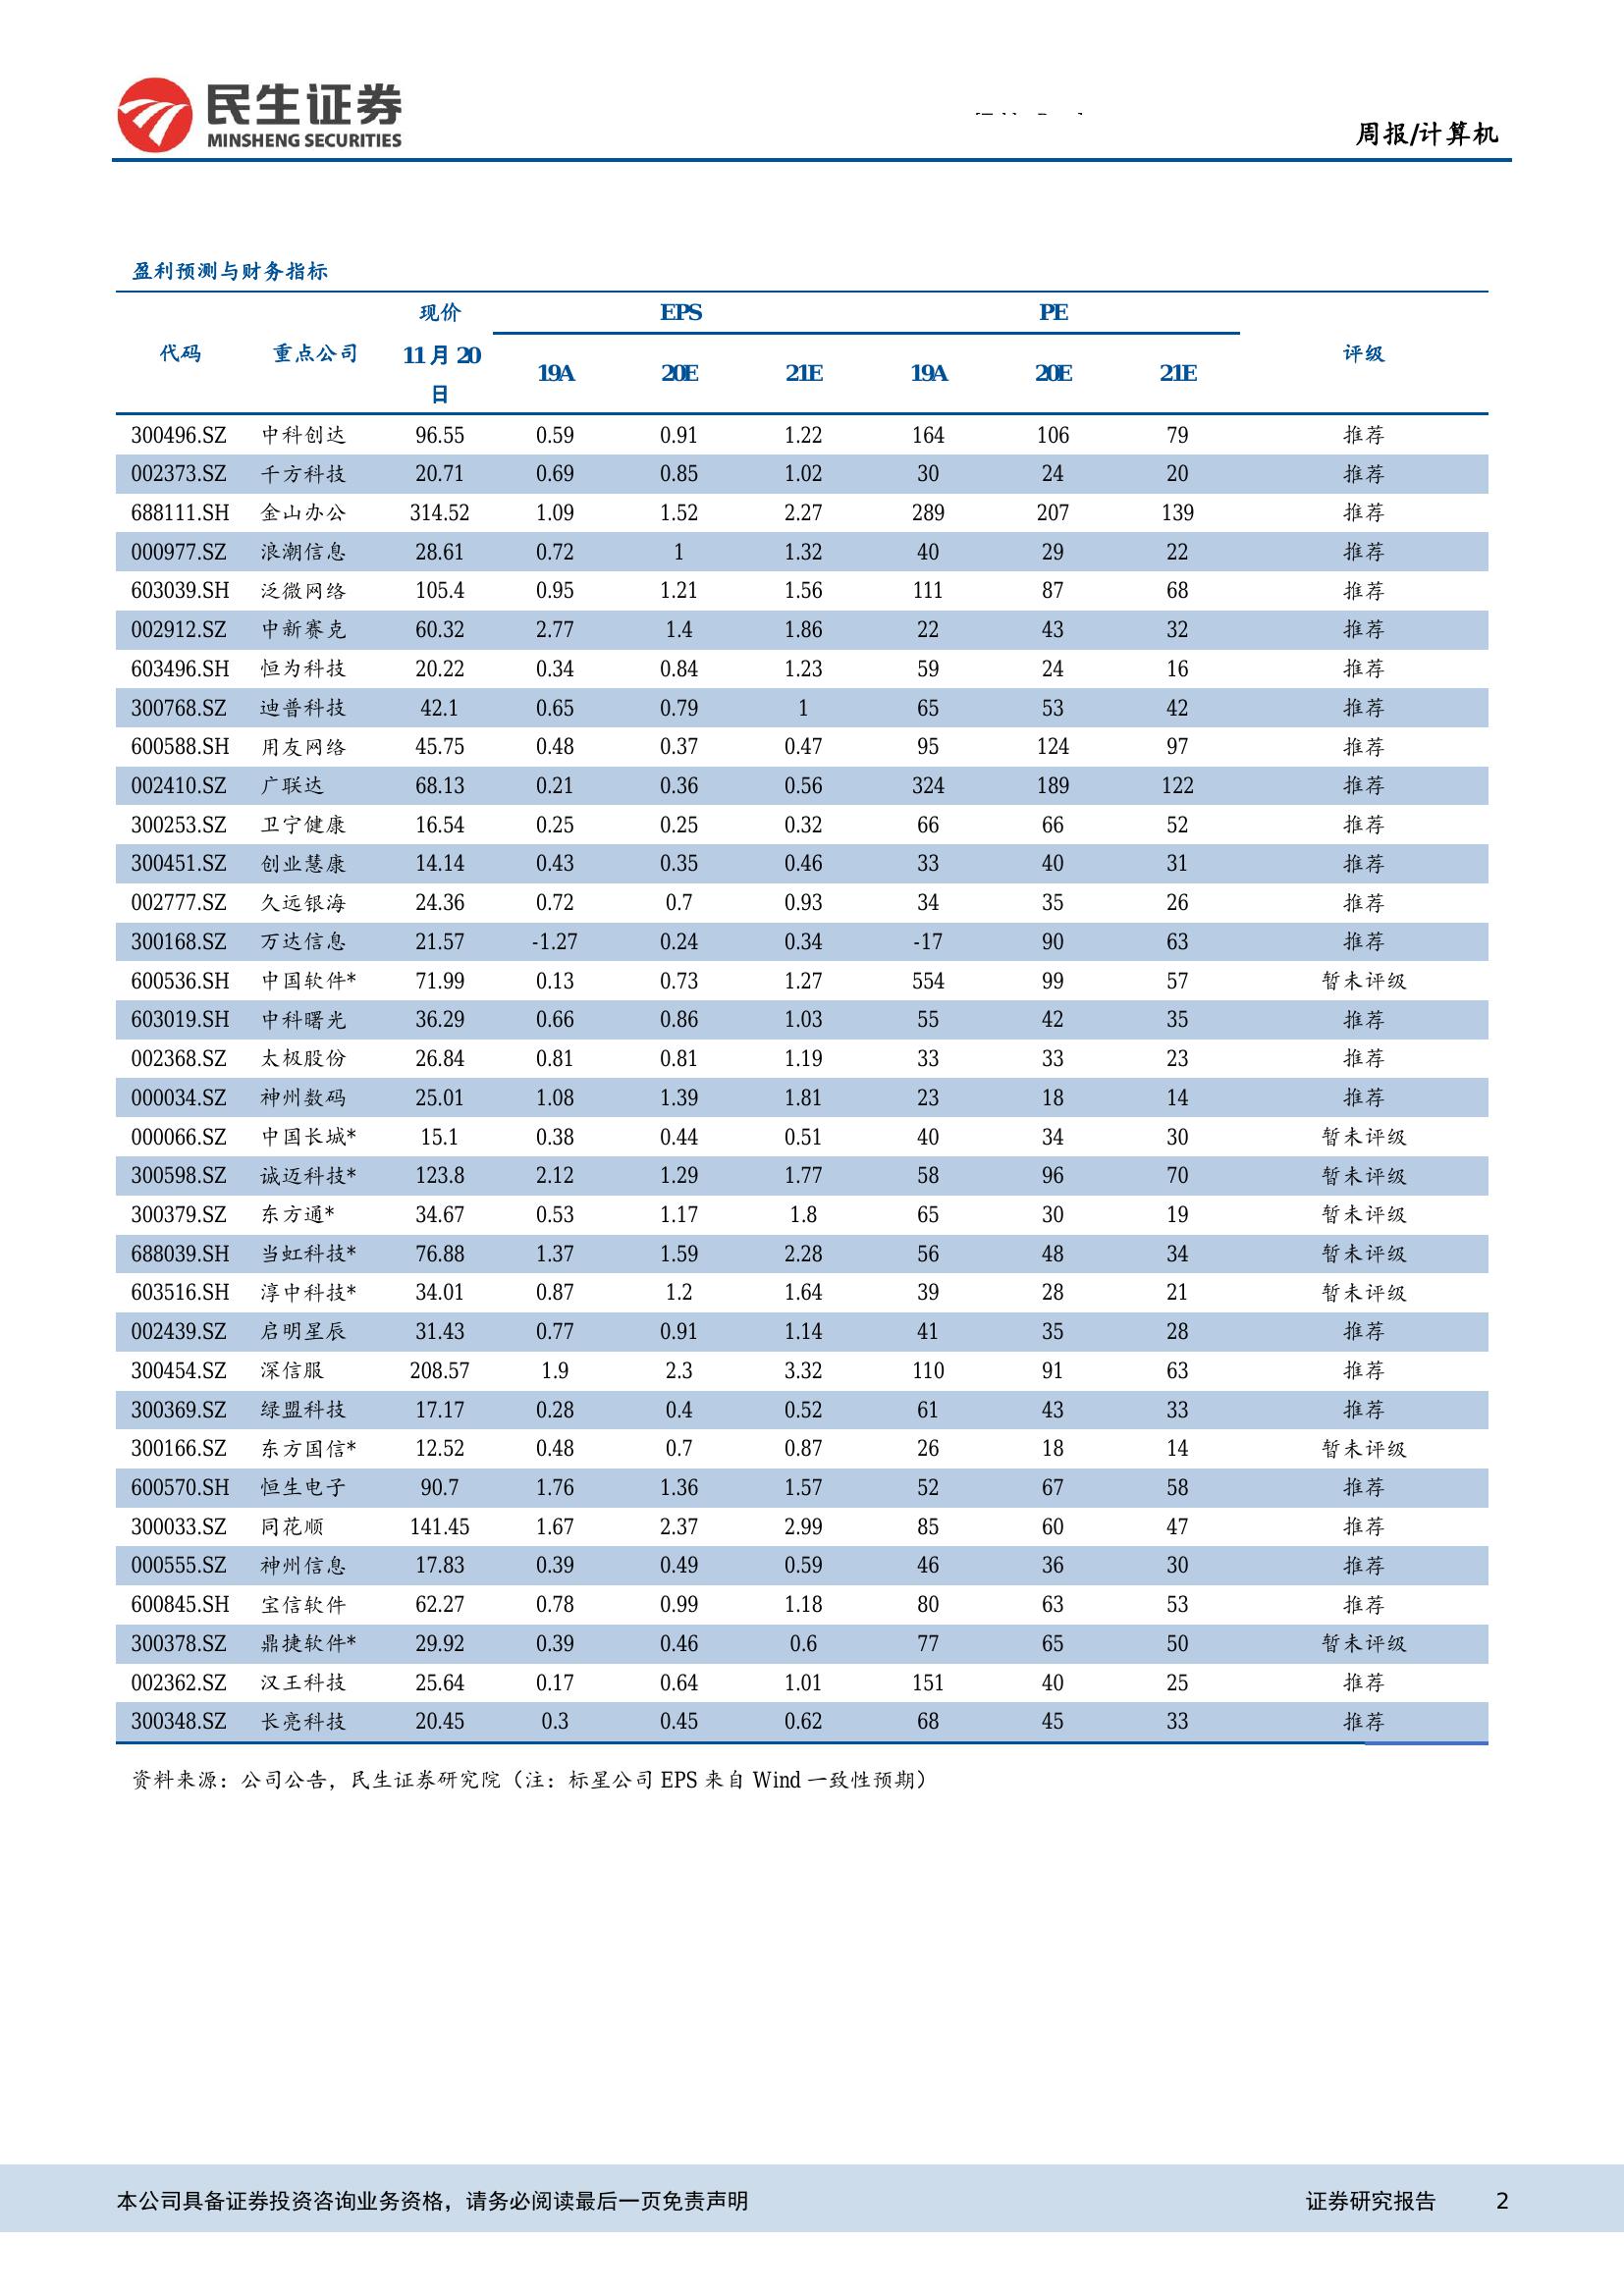 民生证券
MINSHENG SECURITIES
周报/计算机
盈利预测与财务指标
代码 重点公司 现价 EPS PE 评级
11 月 20 日 19A 20E 21E 19A 20E 21E
300496.SZ 中科创达 96.55 0.59 0.91 1.22 164 106 79 推荐
002373.SZ 千方科技 20.71 0.69 0.85 1.02 30 24 20 推荐
688111.SH 金山办公 314.52 1.09 1.52 2.27 289 207 139 推荐
000977.SZ 浪潮信息 28.61 0.72 1 1.32 40 29 22 推荐
603039.SH 泛微网络 105.4 0.95 1.21 1.56 111 87 68 推荐
002912.SZ 中新赛克 60.32 2.77 1.4 1.86 22 43 32 推荐
603496.SH 恒为科技 20.22 0.34 0.84 1.23 59 24 16 推荐
300768.SZ 迪普科技 42.1 0.65 0.79 1 65 53 42 推荐
600588.SH 用友网络 45.75 0.48 0.37 0.47 95 124 97 推荐
002410.SZ 广联达 68.13 0.21 0.36 0.56 324 189 122 推荐
300253.SZ 卫宁健康 16.54 0.25 0.25 0.32 66 66 52 推荐
300451.SZ 创业慧康 14.14 0.43 0.35 0.46 33 40 31 推荐
002777.SZ 久远银海 24.36 0.72 0.7 0.93 34 35 26 推荐
300168.SZ 万达信息 21.57 -1.27 0.24 0.34 -17 90 63 推荐
600536.SH 中国软件* 71.99 0.13 0.73 1.27 554 99 57 暂未评级
603019.SH 中科曙光 36.29 0.66 0.86 1.03 55 42 35 推荐
002368.SZ 太极股份 26.84 0.81 0.81 1.19 33 33 23 推荐
000034.SZ 神州数码 25.01 1.08 1.39 1.81 23 18 14 推荐
000066.SZ 中国长城* 15.1 0.38 0.44 0.51 40 34 30 暂未评级
300598.SZ 诚迈科技* 123.8 2.12 1.29 1.77 58 96 70 暂未评级
300379.SZ 东方通* 34.67 0.53 1.17 1.8 65 30 19 暂未评级
688039.SH 当虹科技* 76.88 1.37 1.59 2.28 56 48 34 暂未评级
603516.SH 淳中科技* 34.01 0.87 1.2 1.64 39 28 21 暂未评级
002439.SZ 启明星辰 31.43 0.77 0.91 1.14 41 35 28 推荐
300454.SZ 深信服 208.57 1.9 2.3 3.32 110 91 63 推荐
300369.SZ 绿盟科技 17.17 0.28 0.4 0.52 61 43 33 推荐
300166.SZ 东方国信* 12.52 0.48 0.7 0.87 26 18 14 暂未评级
600570.SH 恒生电子 90.7 1.76 1.36 1.57 52 67 58 推荐
300033.SZ 同花顺 141.45 1.67 2.37 2.99 85 60 47 推荐
000555.SZ 神州信息 17.83 0.39 0.49 0.59 46 36 30 推荐
600845.SH 宝信软件 62.27 0.78 0.99 1.18 80 63 53 推荐
300378.SZ 鼎捷软件* 29.92 0.39 0.46 0.6 77 65 50 暂未评级
002362.SZ 汉王科技 25.64 0.17 0.64 1.01 151 40 25 推荐
300348.SZ 长亮科技 20.45 0.3 0.45 0.62 68 45 33 推荐
资料来源：公司公告，民生证券研究院（注：标星公司 EPS 来自 Wind 一致性预期）
本公司具备证券投资咨询业务资格，请务必阅读最后一页免责声明 证券研究报告 2